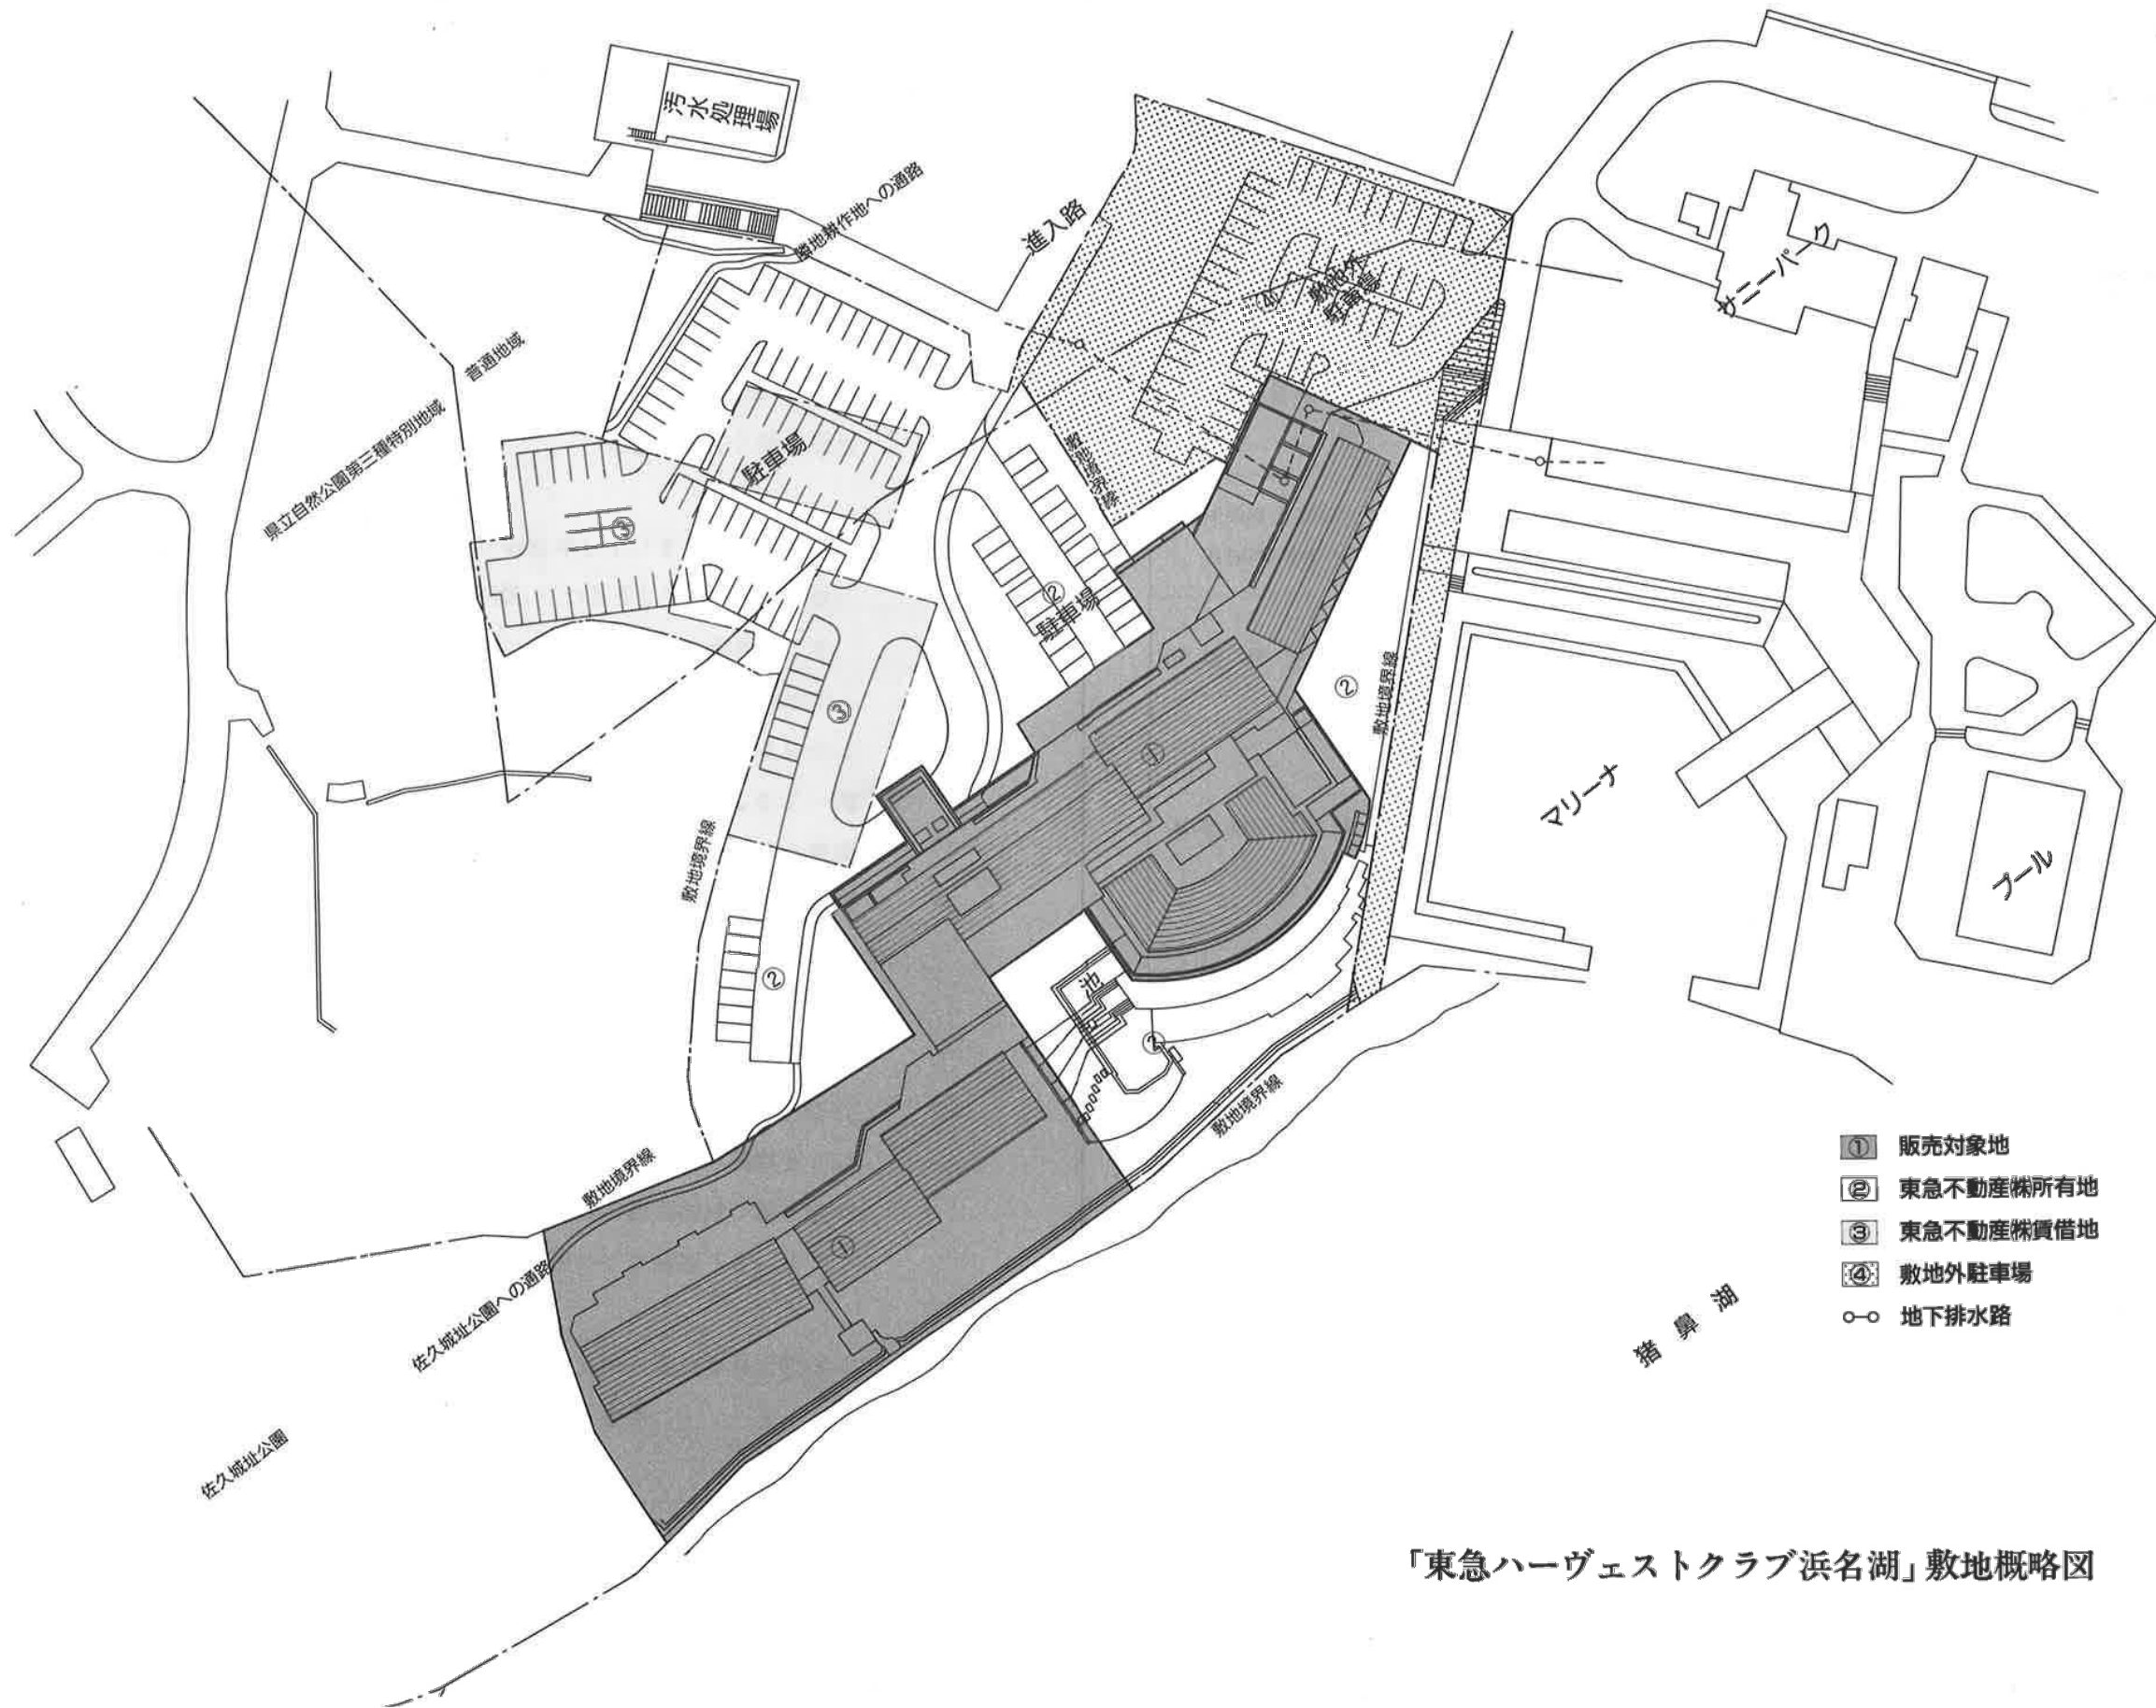 汚水処理場
隣地耕作地への通路
進入路
④
敷地外
駐車場
サニーパーク
普通地域
県立自然公園第三種特別地域
駐車場
③
敷地境界線
②
駐車場
②
敷地境界線
③
①
マリーナ
プール
敷地境界線
②
池
②
敷地境界線
敷地境界線
①
佐久城址公園への通路
佐久城址公園
猪鼻湖
① 販売対象地
② 東急不動産㈱所有地
③ 東急不動産㈱賃借地
④ 敷地外駐車場
地下排水路
「東急ハーヴェストクラブ浜名湖」敷地概略図